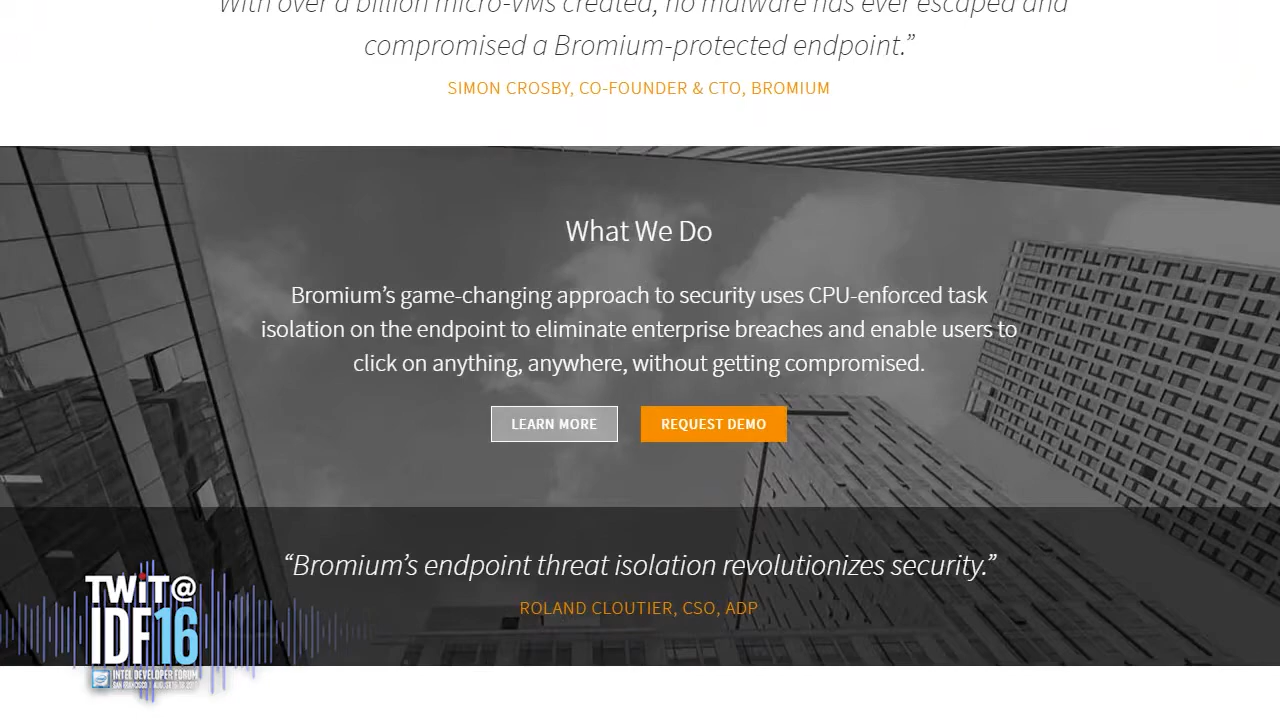 “With over a billion micro-VMs created, no malware has ever escaped and
compromised a Bromium-protected endpoint.”
SIMON CROSBY, CO-FOUNDER & CTO, BROMIUM
What We Do
Bromium’s game-changing approach to security uses CPU-enforced task
isolation on the endpoint to eliminate enterprise breaches and enable users to
click on anything, anywhere, without getting compromised.
LEARN MORE
REQUEST DEMO
“Bromium’s endpoint threat isolation revolutionizes security.”
ROLAND CLOUTIER, CSO, ADP
TWiT@
IDF16
INTEL DEVELOPER FORUM
SAN FRANCISCO